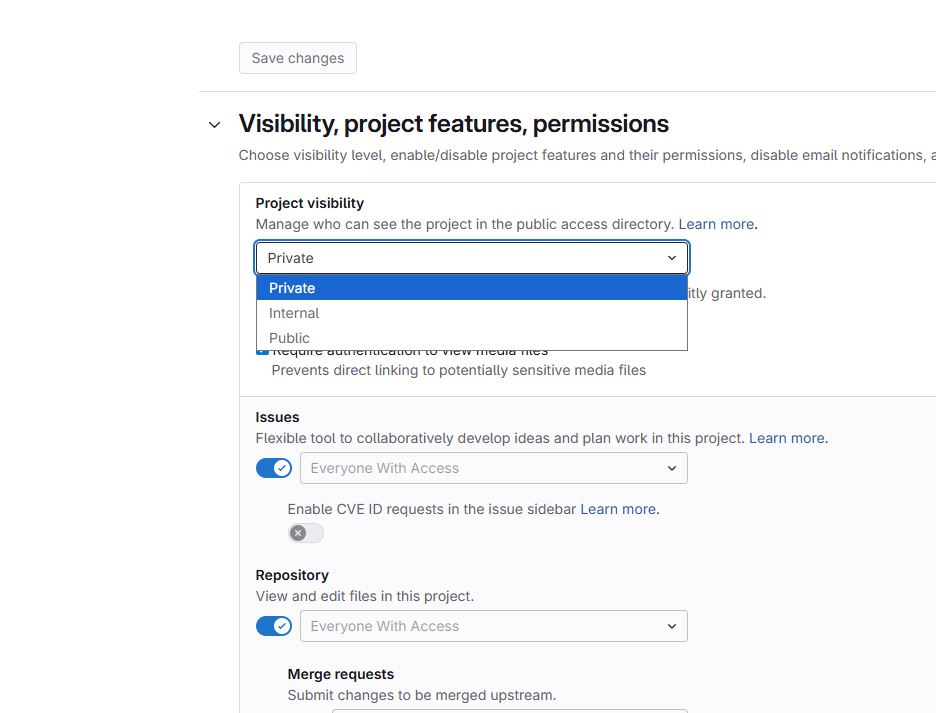 Save changes
Visibility, project features, permissions
Choose visibility level, enable/disable project features and their permissions, disable email notifications,
Project visibility
Manage who can see the project in the public access directory. Learn more.
Private
Private
itly granted.
Internal
Public
Require authentication to view media files
Prevents direct linking to potentially sensitive media files
Issues
Flexible tool to collaboratively develop ideas and plan work in this project. Learn more.
Everyone With Access
Enable CVE ID requests in the issue sidebar Learn more.
Repository
View and edit files in this project.
Everyone With Access
Merge requests
Submit changes to be merged upstream.